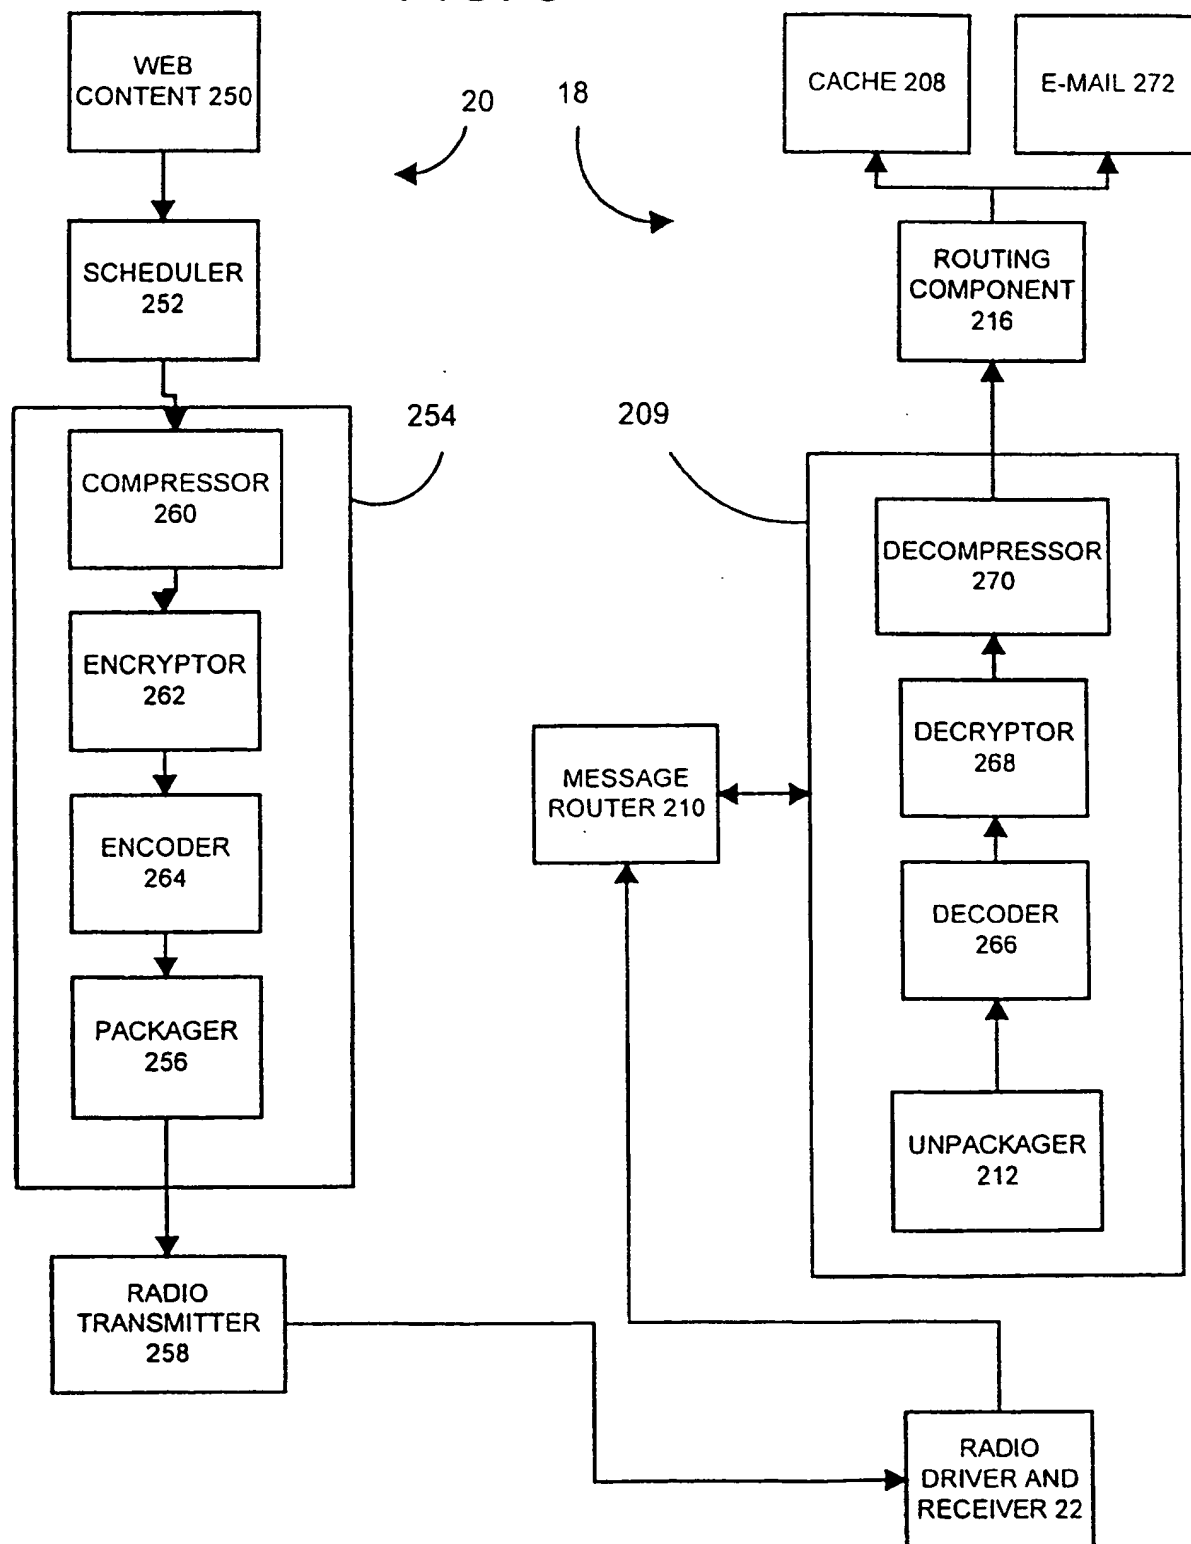 WEB
CONTENT 250
CACHE 208
E-MAIL 272
20
18
SCHEDULER
252
ROUTING
COMPONENT
216
254
209
COMPRESSOR
260
DECOMPRESSOR
270
ENCRYPTOR
262
DECRYPTOR
268
MESSAGE
ROUTER 210
ENCODER
264
DECODER
266
PACKAGER
256
UNPACKAGER
212
RADIO
TRANSMITTER
258
RADIO
DRIVER AND
RECEIVER 22